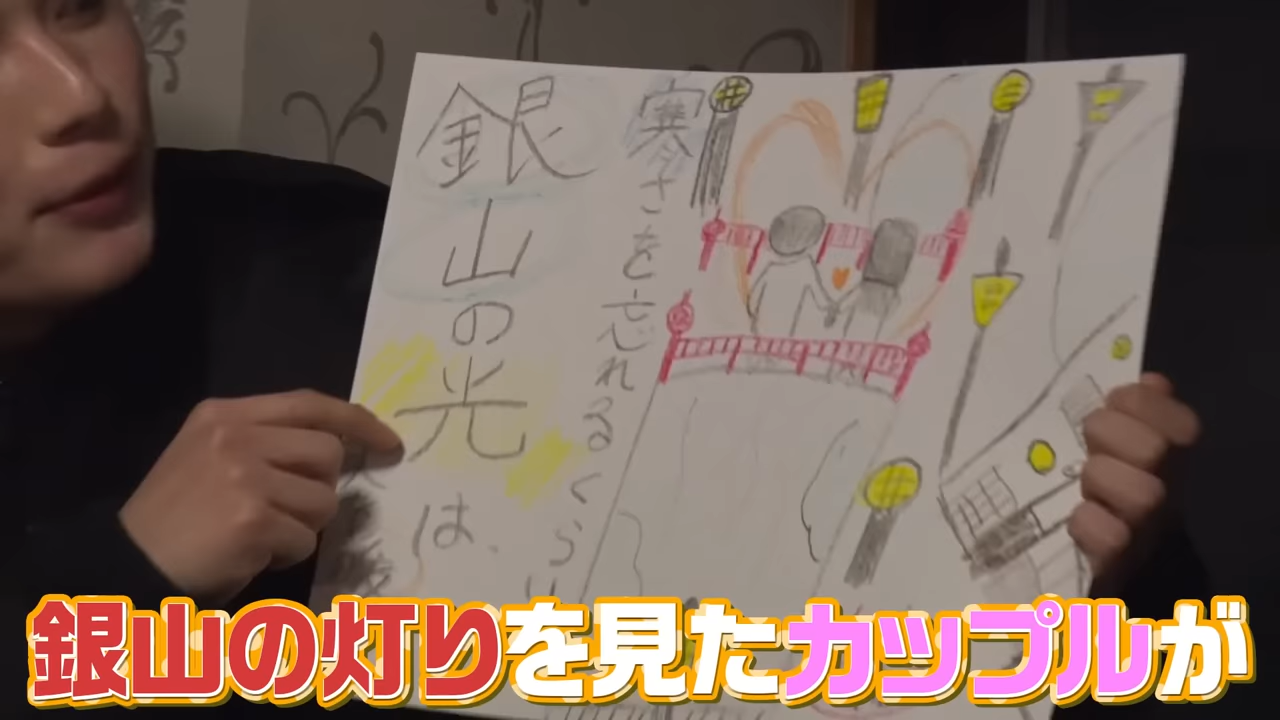 寒さを忘れるくらい
銀山の光は、
銀山の灯りを見たカップルが